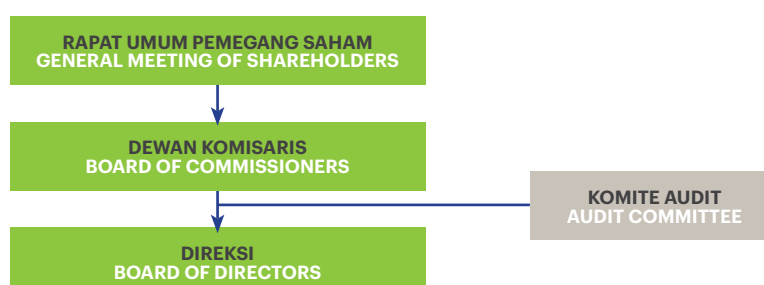 RAPAT UMUM PEMEGANG SAHAM
GENERAL MEETING OF SHAREHOLDERS
DEWAN KOMISARIS
BOARD OF COMMISSIONERS
KOMITE AUDIT
AUDIT COMMITTEE
DIREKSI
BOARD OF DIRECTORS